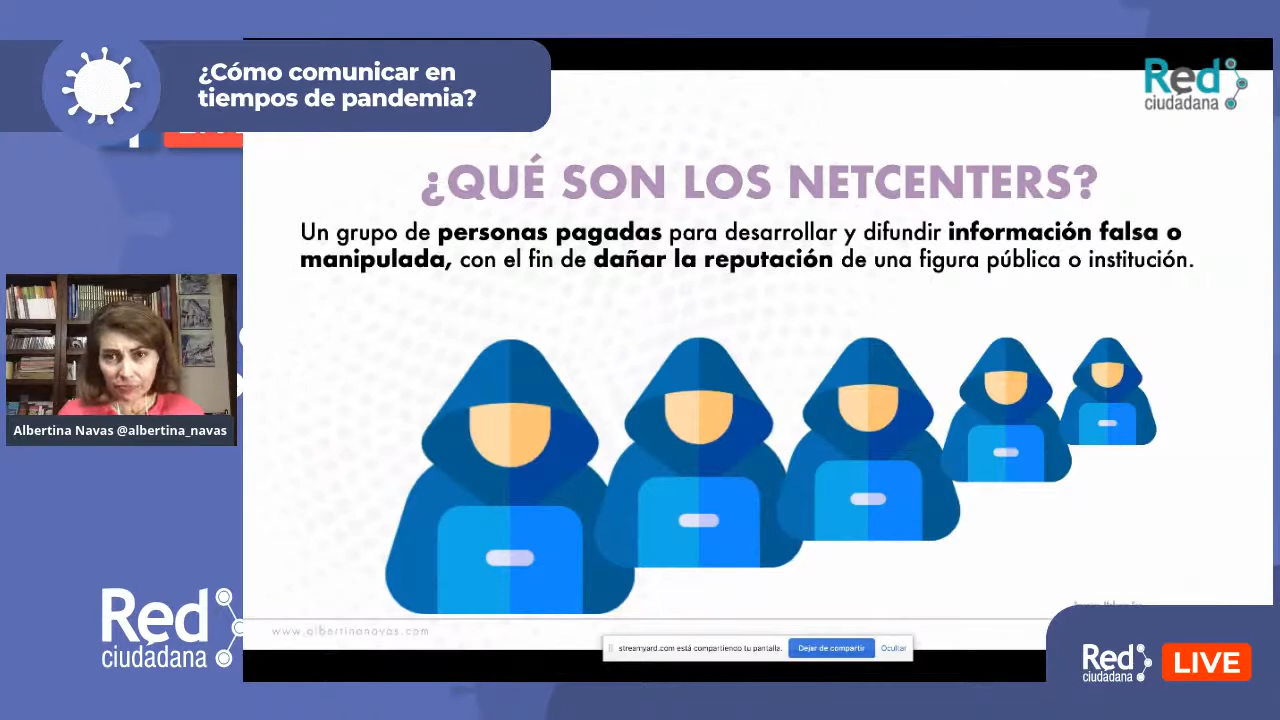 ¿Cómo comunicar en
tiempos de pandemia?
Red
ciudadana
¿QUÉ SON LOS NETCENTERS?
Un grupo de personas pagadas para desarrollar y difundir información falsa o
manipulada, con el fin de dañar la reputación de una figura pública o institución.
Albertina Navas @albertina_navas
Red
ciudadana
www.albertinanavas.com
streamyard.com está compartiendo tu pantalla.
Dejar de compartir
Ocultar
Red
ciudadana
LIVE